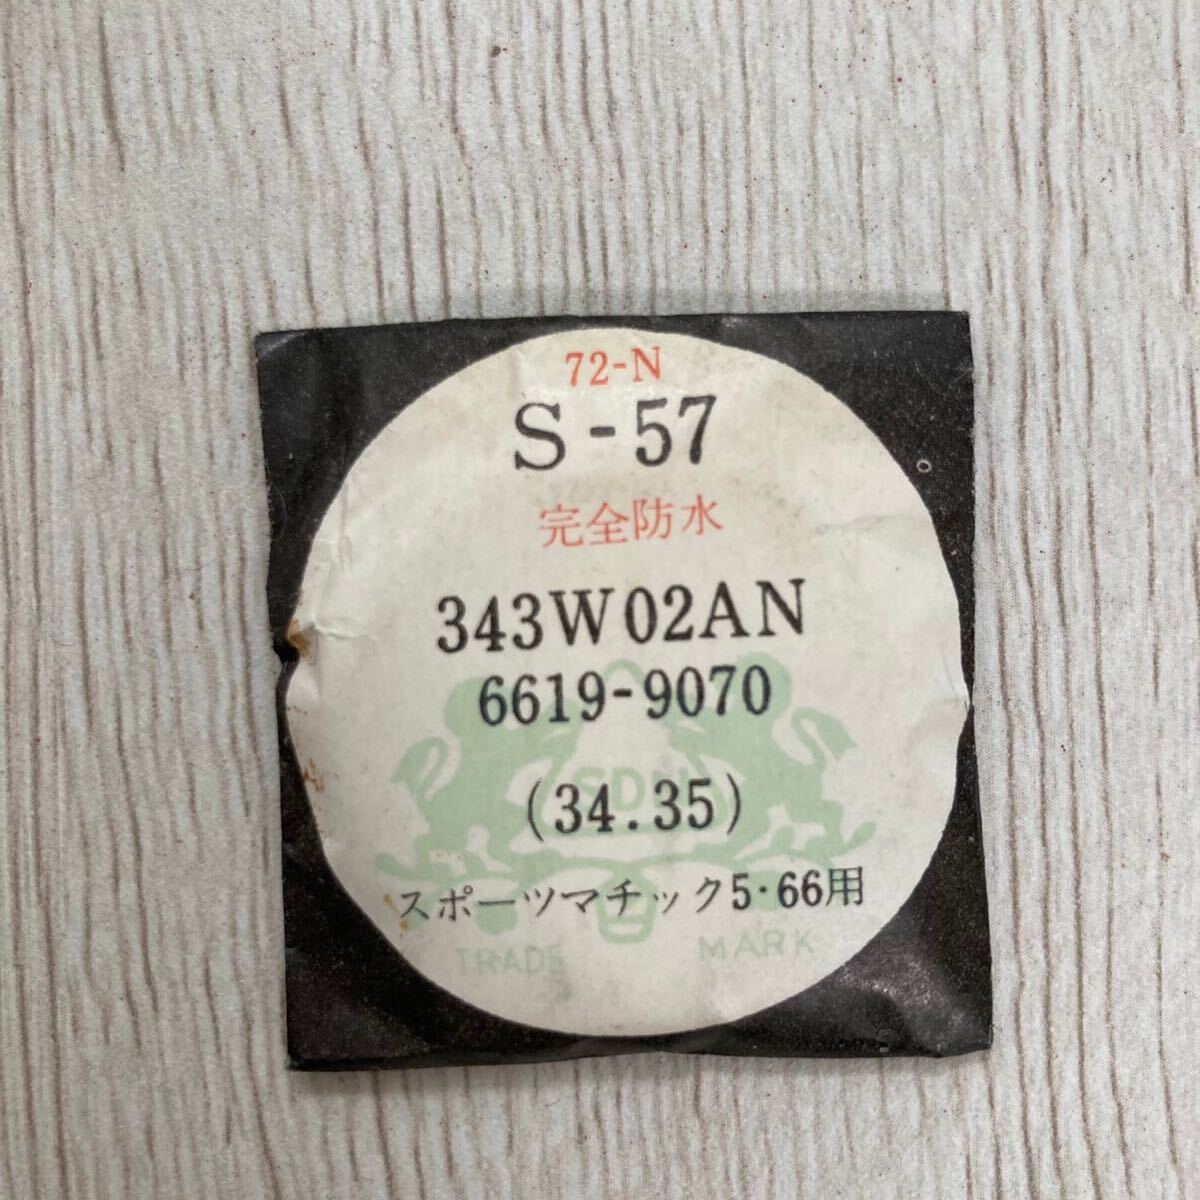 72-N
S-57
完全防水
343W02AN
6619-9070
(34.35)
スポーツマチック5・66用
TRADE MARK